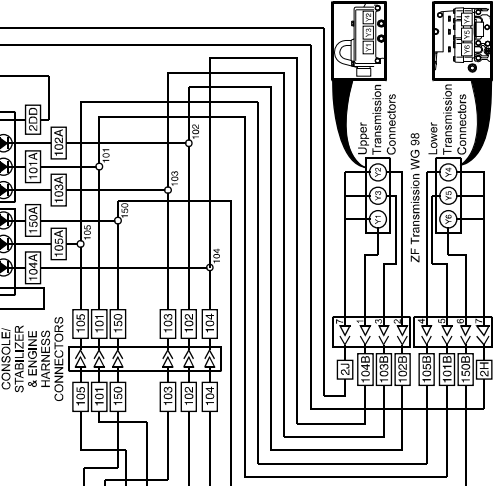 Y2
Y3
Y1
Y4
Y5
Y6
Upper
Transmission
Connectors
ZF Transmission WG 98
Lower
Transmission
Connectors
Y2
Y3
Y1
Y4
Y5
Y6
2DD
102A
101A
103A
150A
105A
104A
102
101
103
150
105
104
105
101
150
103
102
104
CONSOLE/
STABILIZER
& ENGINE
HARNESS
CONNECTORS
105
101
150
103
102
104
7
1
3
2
4
5
6
7
2J
104B
103B
102B
105B
101B
150B
2H